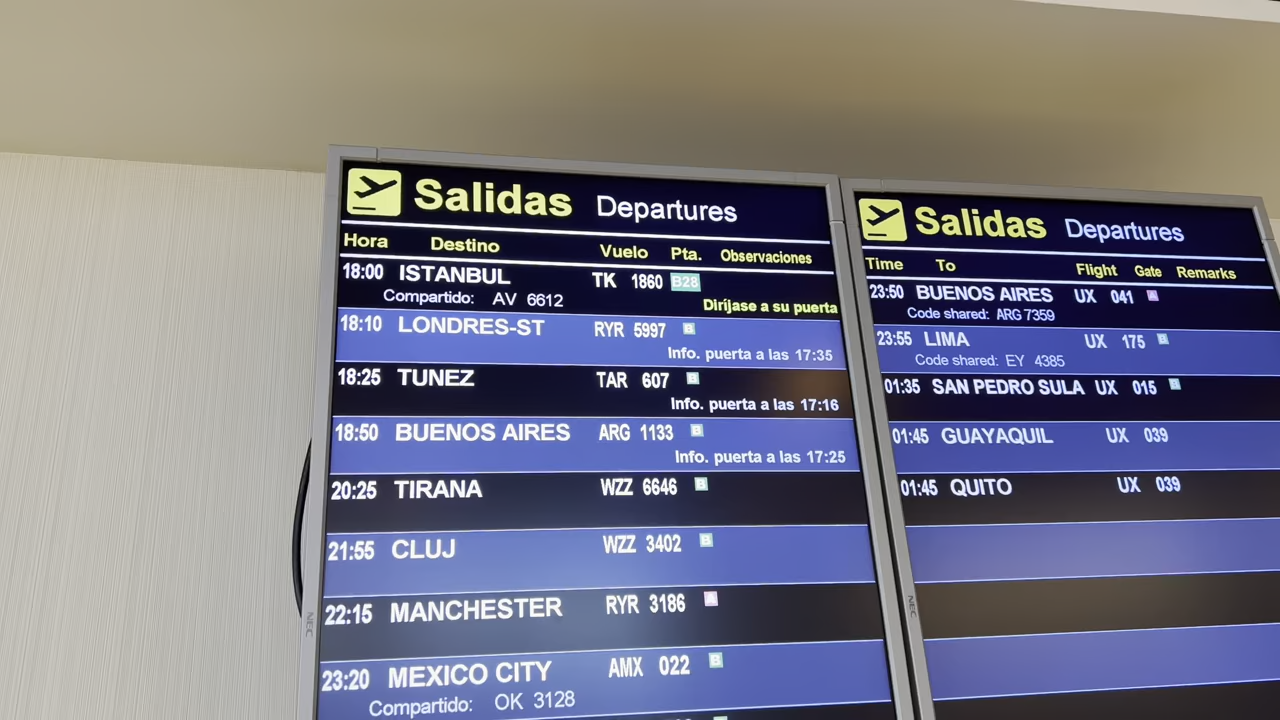 Salidas Departures
Hora Destino Vuelo Pta. Observaciones
18:00 ISTANBUL TK 1860 B28
Compartido: AV 6612
Diríjase a su puerta
18:10 LONDRES-ST RYR 5997 B
Info. puerta a las 17:35
18:25 TUNEZ TAR 607 B
Info. puerta a las 17:16
18:50 BUENOS AIRES ARG 1133 B
Info. puerta a las 17:25
20:25 TIRANA WZZ 6646 B
21:55 CLUJ WZZ 3402 B
22:15 MANCHESTER RYR 3186 A
23:20 MEXICO CITY AMX 022 B
Compartido: OK 3128
NEC
Salidas Departures
Time To Flight Gate Remarks
23:50 BUENOS AIRES UX 041 A
Code shared: ARG 7359
23:55 LIMA UX 175 B
Code shared: EY 4385
01:35 SAN PEDRO SULA UX 015 B
01:45 GUAYAQUIL UX 039
01:45 QUITO UX 039
NEC